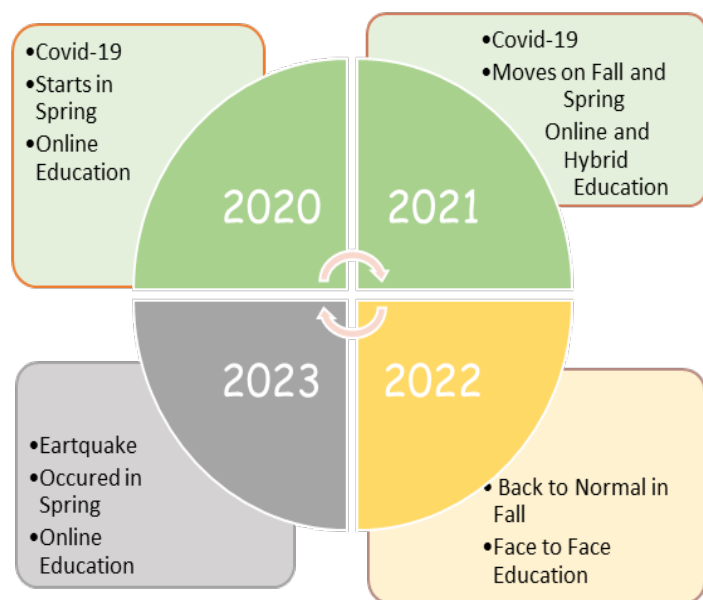 •Covid-19
•Starts in
Spring
•Online
Education
•Covid-19
•Moves on Fall and
Spring
Online and
Hybrid
Education
2020
2021
2023
2022
•Eartquake
•Occured in
Spring
•Online
Education
• Back to Normal in
Fall
•Face to Face
Education